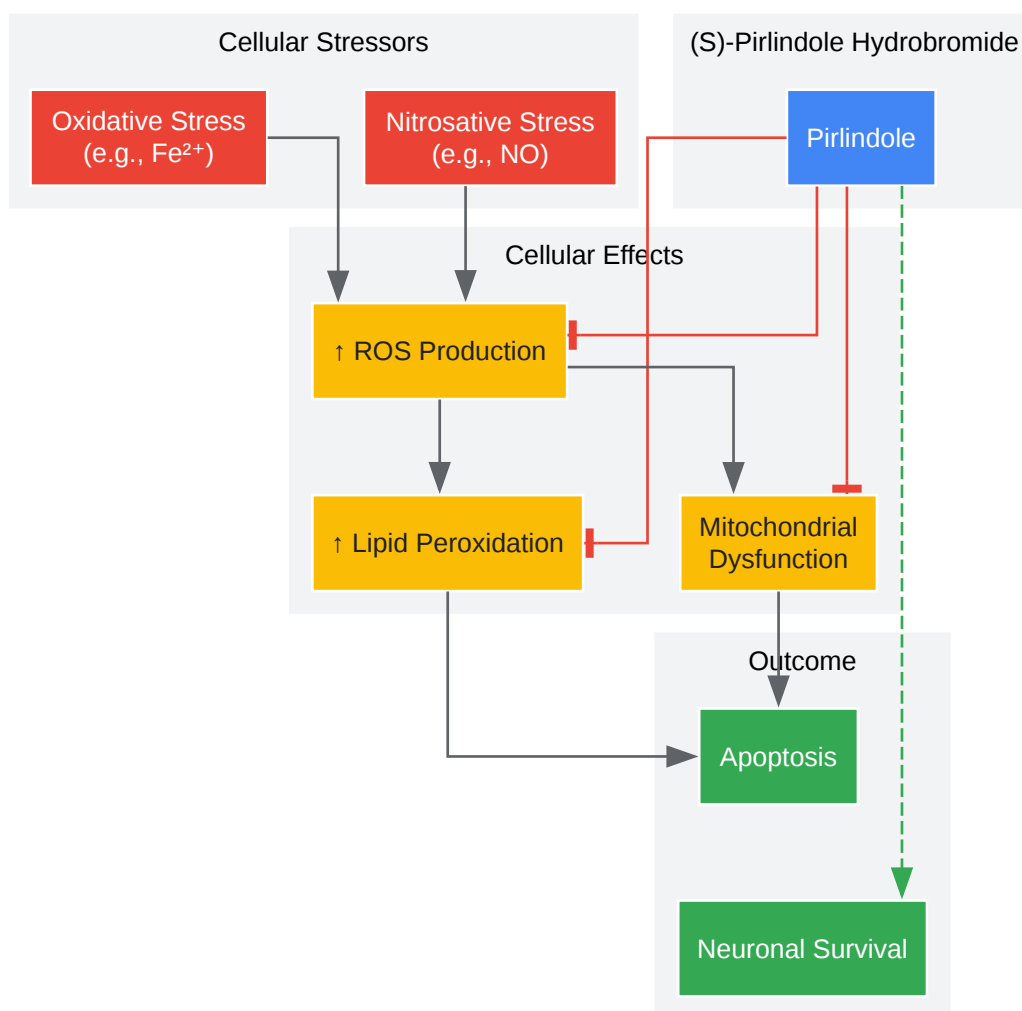 Cellular Stressors
(S)-Pirlindole Hydrobromide
Oxidative Stress
(e.g., Fe²⁺)
Nitrosative Stress
(e.g., NO)
Pirlindole
Cellular Effects
↑ ROS Production
↑ Lipid Peroxidation
Mitochondrial
Dysfunction
Outcome
Apoptosis
Neuronal Survival